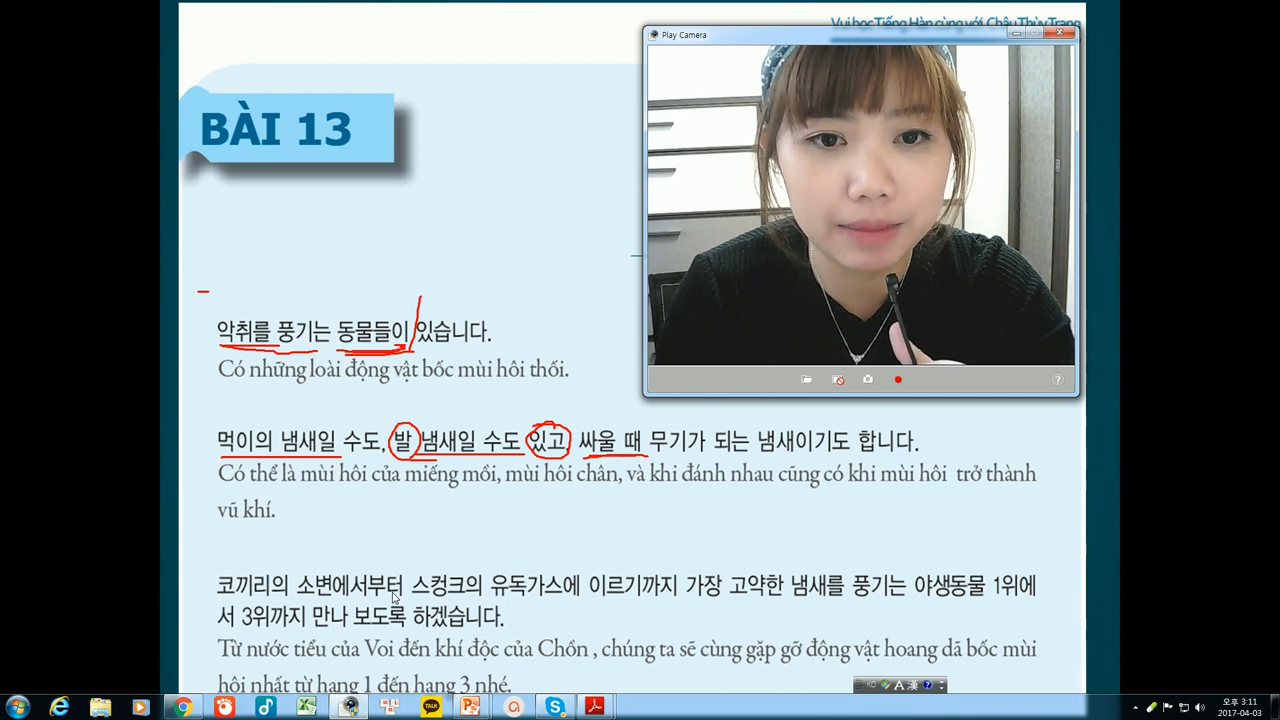 Vui học Tiếng Hàn cùng với Châu Thùy Trang
Play Camera
BÀI 13
악취를 풍기는 동물들이 있습니다.
Có những loài động vật bốc mùi hôi thối.
먹이의 냄새일 수도, 발 냄새일 수도 있고, 싸울 때 무기가 되는 냄새이기도 합니다.
Có thể là mùi hôi của miếng mồi, mùi hôi chân, và khi đánh nhau cũng có khi mùi hôi trở thành
vũ khí.
코끼리의 소변에서부터 스컹크의 유독가스에 이르기까지 가장 고약한 냄새를 풍기는 야생동물 1위에
서 3위까지 만나 보도록 하겠습니다.
Từ nước tiểu của Voi đến khí độc của Chồn , chúng ta sẽ cùng gặp gỡ động vật hoang dã bốc mùi
hôi nhất từ hạng 1 đến hạng 3 nhé.
A 漢
TALK
오후 3:11
2017-04-03